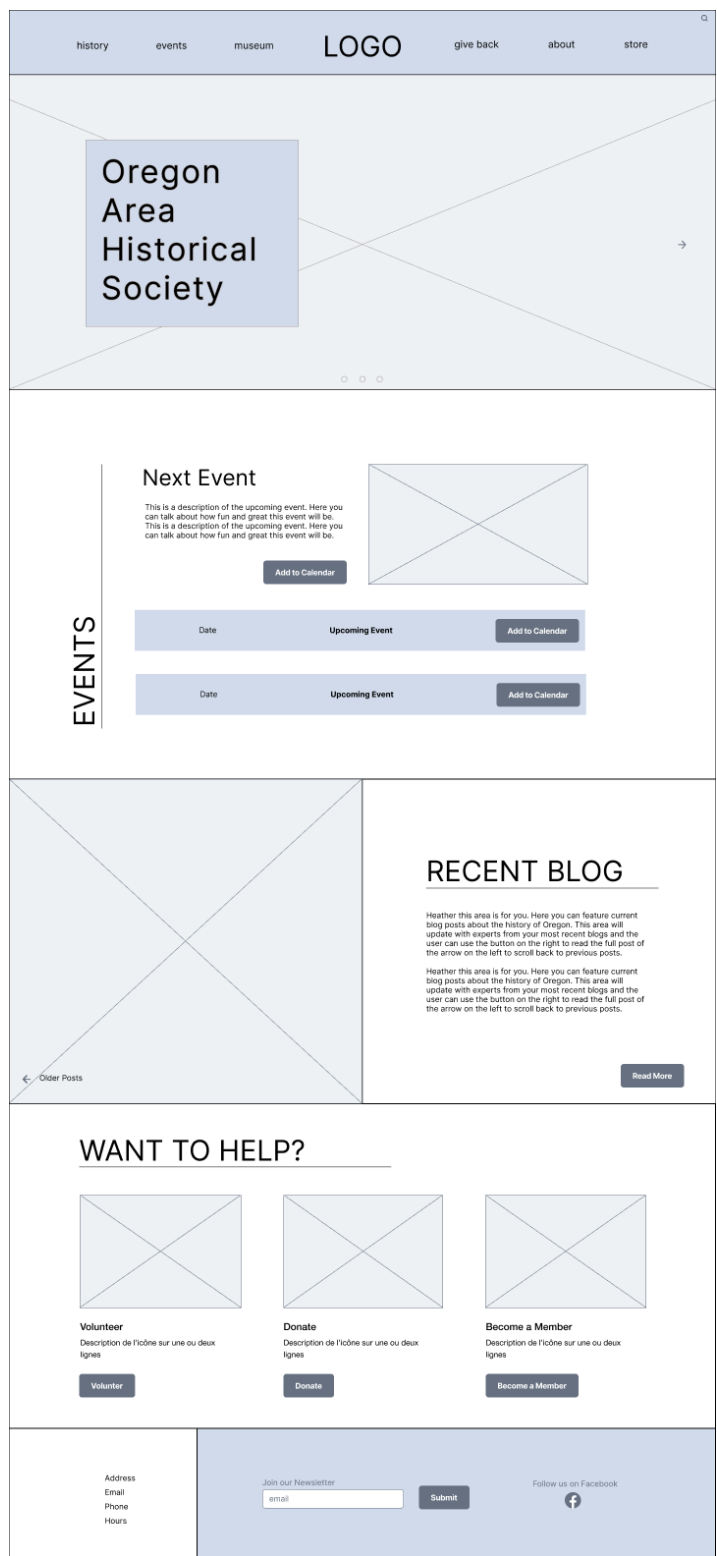 history events museum LOGO give back about store
Oregon
Area
Historical
Society
EVENTS
Next Event
This is a description of the upcoming event. Here you
can talk about how fun and great this event will be.
This is a description of the upcoming event. Here you
can talk about how fun and great this event will be.
Add to Calendar
Date Upcoming Event Add to Calendar
Date Upcoming Event Add to Calendar
Older Posts
RECENT BLOG
Heather this area is for you. Here you can feature current
blog posts about the history of Oregon. This area will
update with experts from your most recent blogs and the
user can use the button on the right to read the full post of
the arrow on the left to scroll back to previous posts.
Heather this area is for you. Here you can feature current
blog posts about the history of Oregon. This area will
update with experts from your most recent blogs and the
user can use the button on the right to read the full post of
the arrow on the left to scroll back to previous posts.
Read More
WANT TO HELP?
Volunteer
Description de l'icône sur une ou deux
lignes
Volunter
Donate
Description de l'icône sur une ou deux
lignes
Donate
Become a Member
Description de l'icône sur une ou deux
lignes
Become a Member
Address
Email
Phone
Hours
Join our Newsletter
email
Submit
Follow us on Facebook